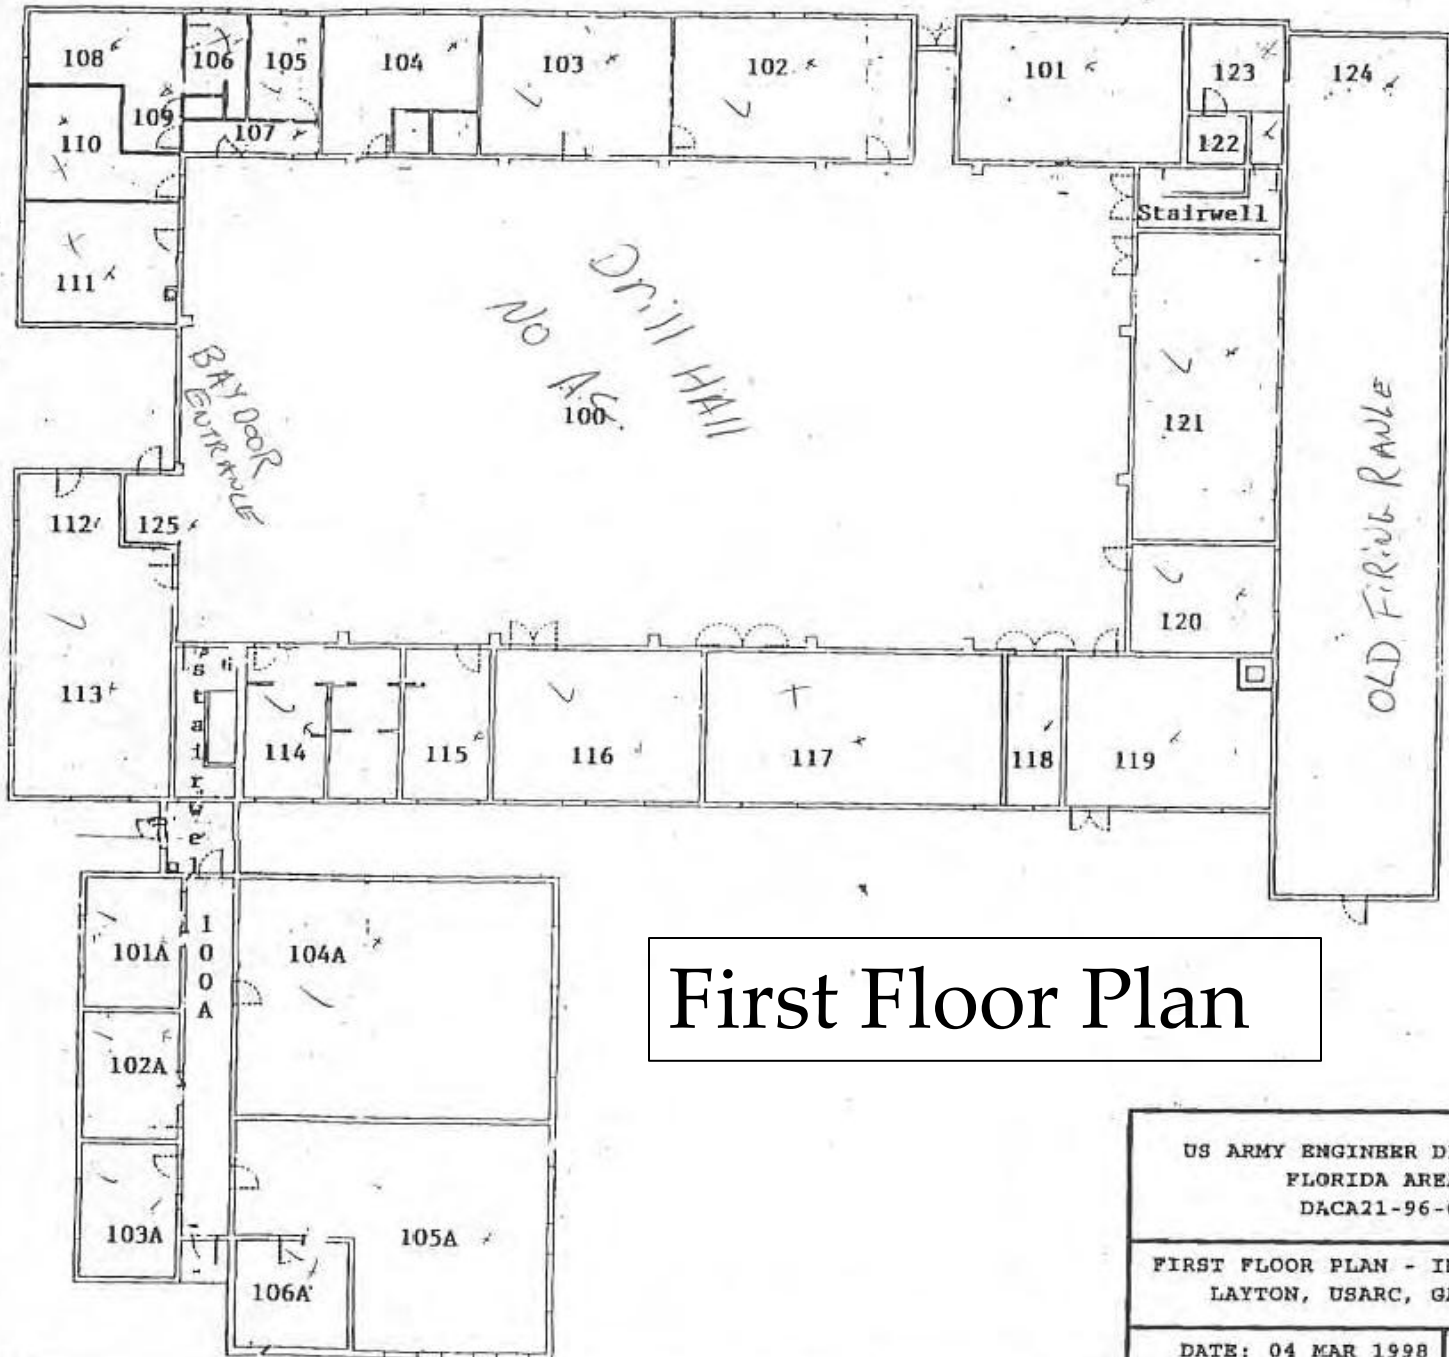 108
106
105
104
103
102
101
123
124
109
107
110
122
Stairwell
111
Drill HAll
NO A.C.
100
BAY DOOR
ENTRANCE
121
OLD FiRiNG RANGE
112
125
120
113
Stairwel
114
115
116
117
118
119
101A
100A
104A
102A
103A
105A
106A
First Floor Plan
US ARMY ENGINEER D
FLORIDA AREA
DACA21-96-
FIRST FLOOR PLAN - I
LAYTON, USARC, GA
DATE: 04 MAR 1998